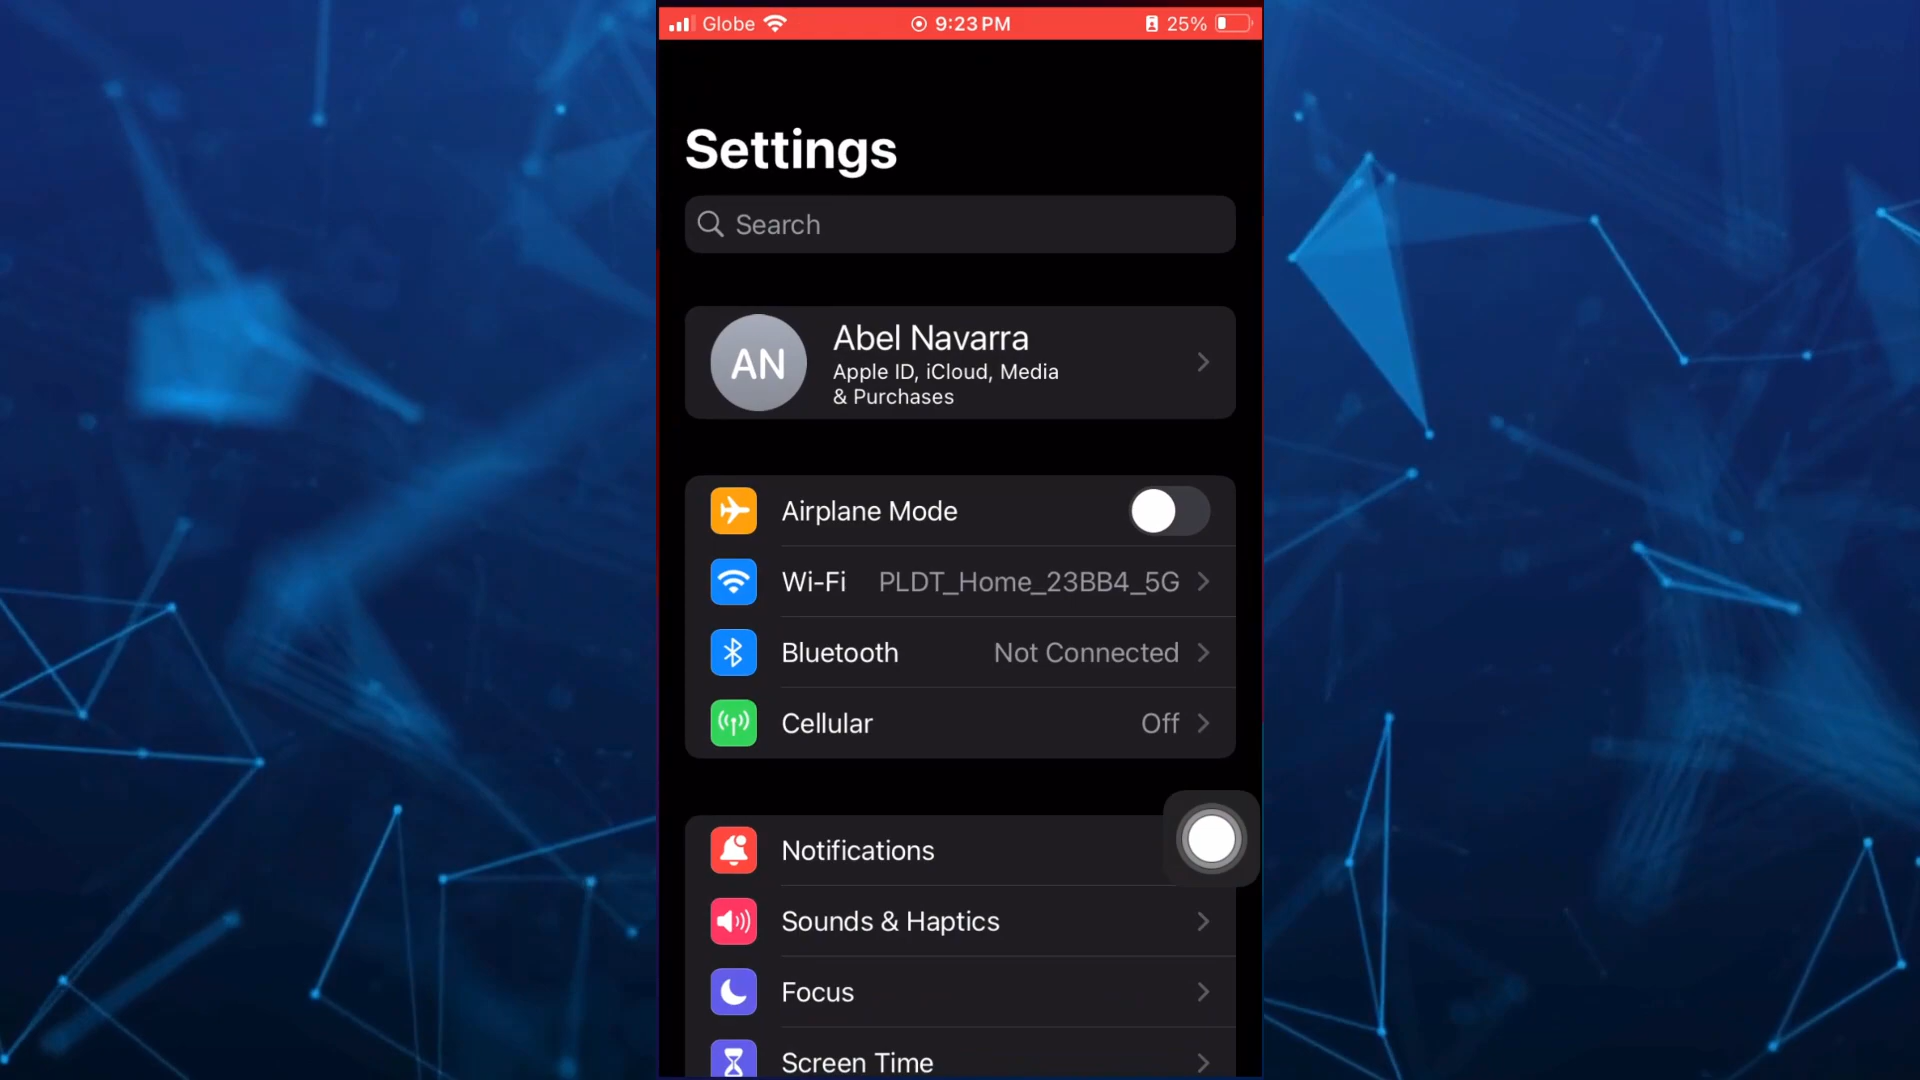 Globe 9:23 PM 25%
Settings
Search
AN
Abel Navarra
Apple ID, iCloud, Media
& Purchases
Airplane Mode
Wi-Fi PLDT_Home_23BB4_5G
Bluetooth Not Connected
Cellular Off
Notifications
Sounds & Haptics
Focus
Screen Time